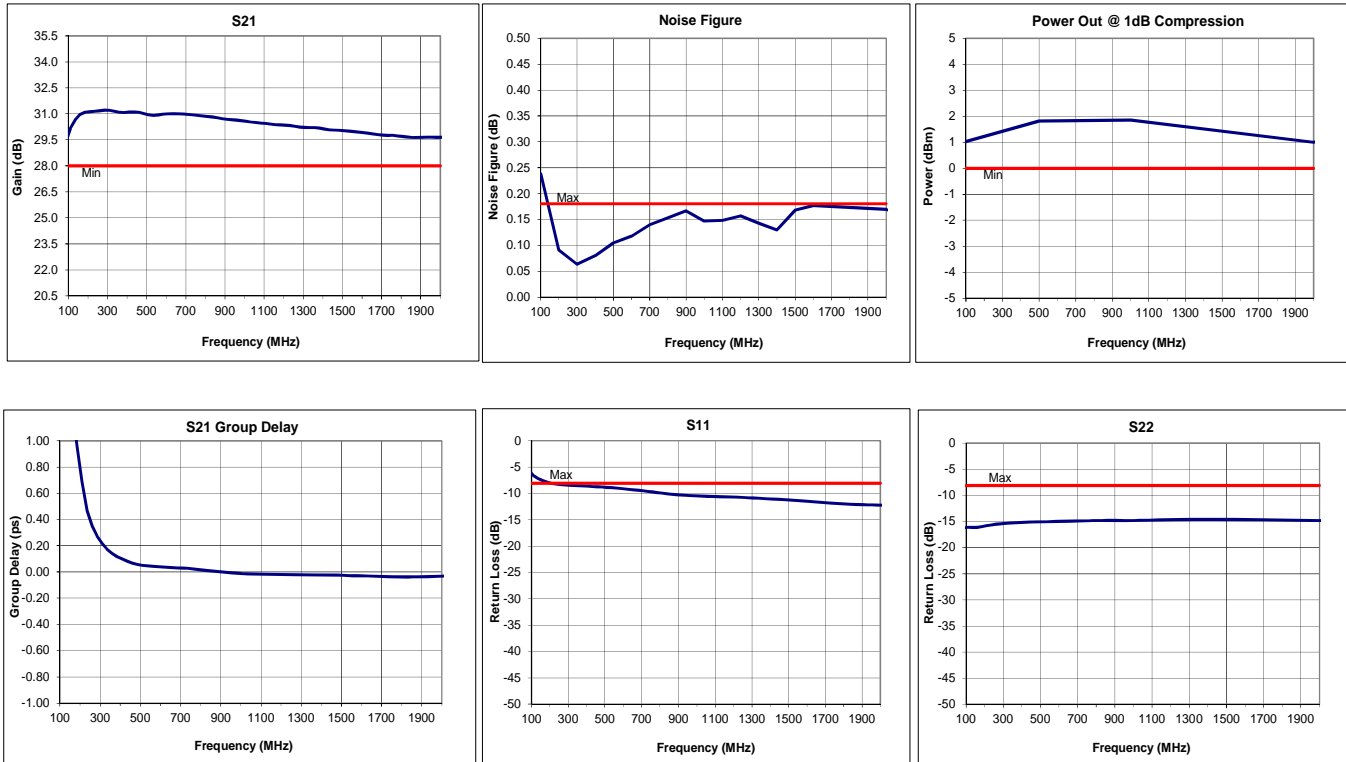 S21
35.5
33.0
31.0
29.5
28.0
26.5
25.0
23.5
22.0
20.5
Gain (dB)
Min
100 300 500 700 900 1100 1300 1500 1700 1900
Frequency (MHz)
Noise Figure
0.50
0.45
0.40
0.35
0.30
0.25
0.20
0.15
0.10
0.05
0.00
Noise Figure (dB)
Max
100 300 500 700 900 1100 1300 1500 1700 1900
Frequency (MHz)
Power Out @ 1dB Compression
5
4
3
2
1
0
-1
-2
-3
-4
-5
Power (dBm)
Min
100 300 500 700 900 1100 1300 1500 1700 1900
Frequency (MHz)
S21 Group Delay
1.00
0.80
0.60
0.40
0.20
0.00
-0.20
-0.40
-0.60
-0.80
-1.00
Group Delay (ps)
100 300 500 700 900 1100 1300 1500 1700 1900
Frequency (MHz)
S11
0
-5
-10
-15
-20
-25
-30
-35
-40
-45
-50
Return Loss (dB)
Max
100 300 500 700 900 1100 1300 1500 1700 1900
Frequency (MHz)
S22
0
-5
-10
-15
-20
-25
-30
-35
-40
-45
-50
Return Loss (dB)
Max
100 300 500 700 900 1100 1300 1500 1700 1900
Frequency (MHz)